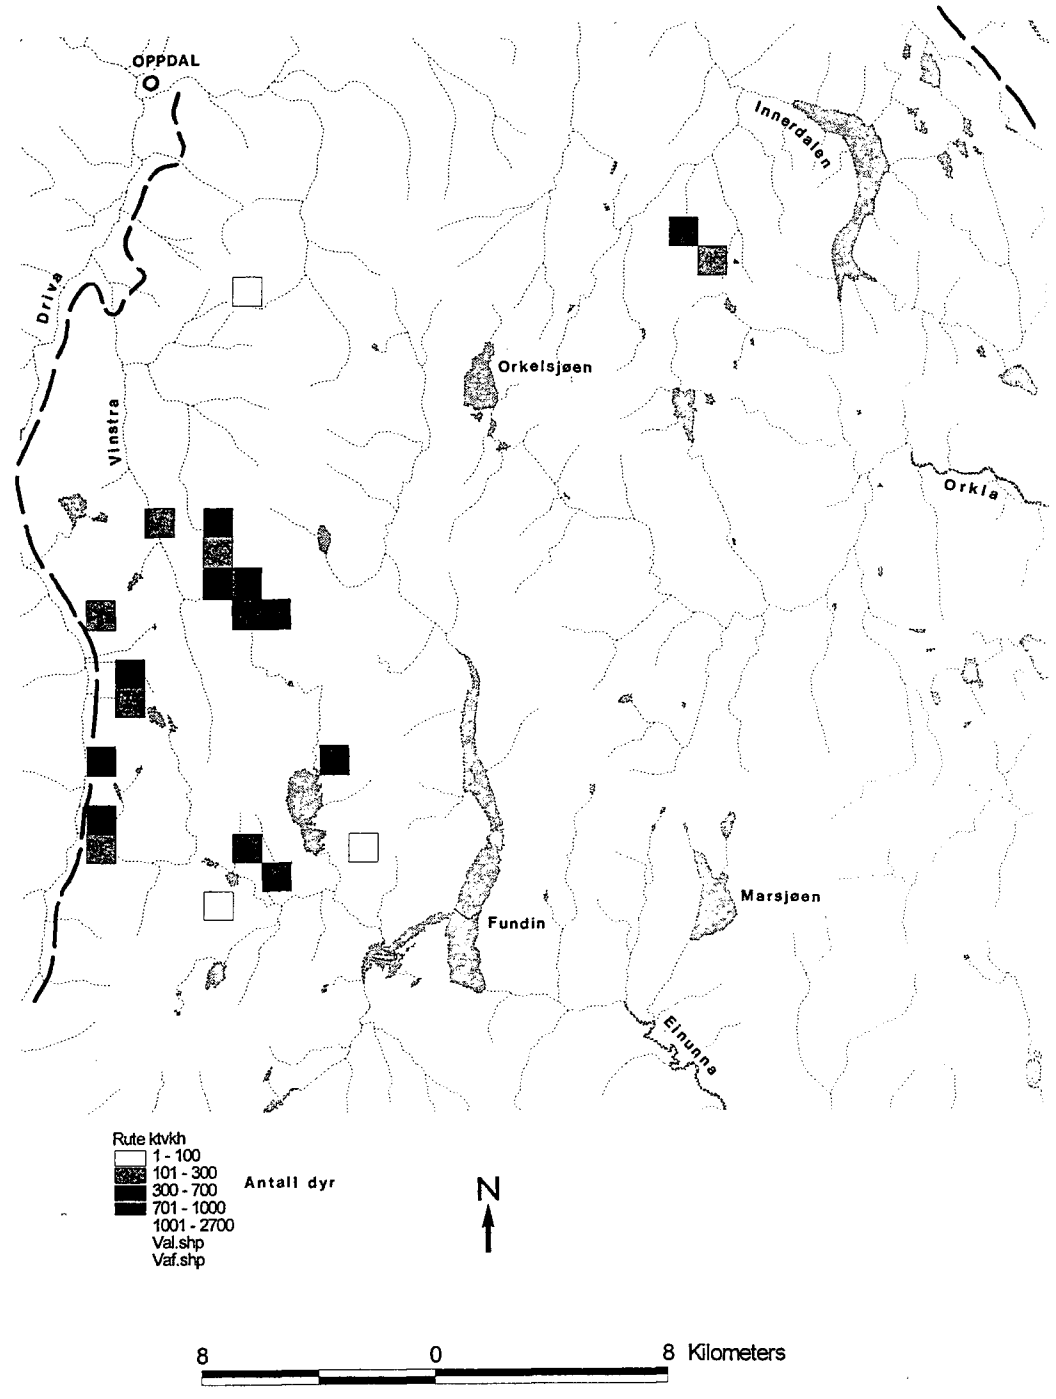 OPPDAL
Innerdalen
Driva
Orkelsjøen
Vinstra
Orkla
Marsjøen
Fundin
Einunna
Rute ktvkh
1 - 100
101 - 300
300 - 700
701 - 1000
1001 - 2700
Val.shp
Vaf.shp
Antall dyr
N
8 0 8 Kilometers